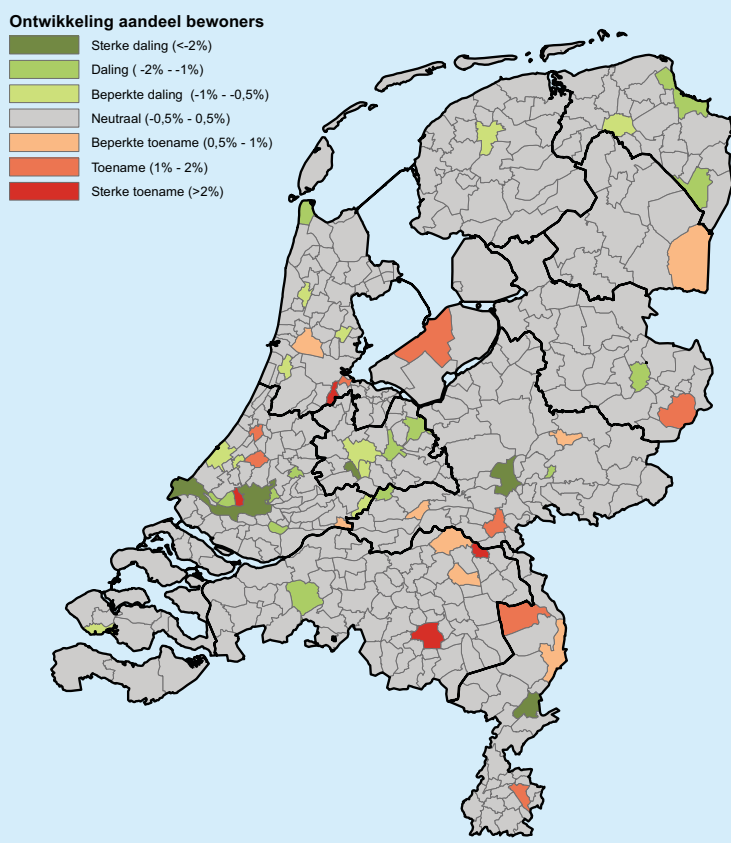 Ontwikkeling aandeel bewoners
Sterke daling (<-2%)
Daling ( -2% - -1%)
Beperkte daling (-1% - -0,5%)
Neutraal (-0,5% - 0,5%)
Beperkte toename (0,5% - 1%)
Toename (1% - 2%)
Sterke toename (>2%)